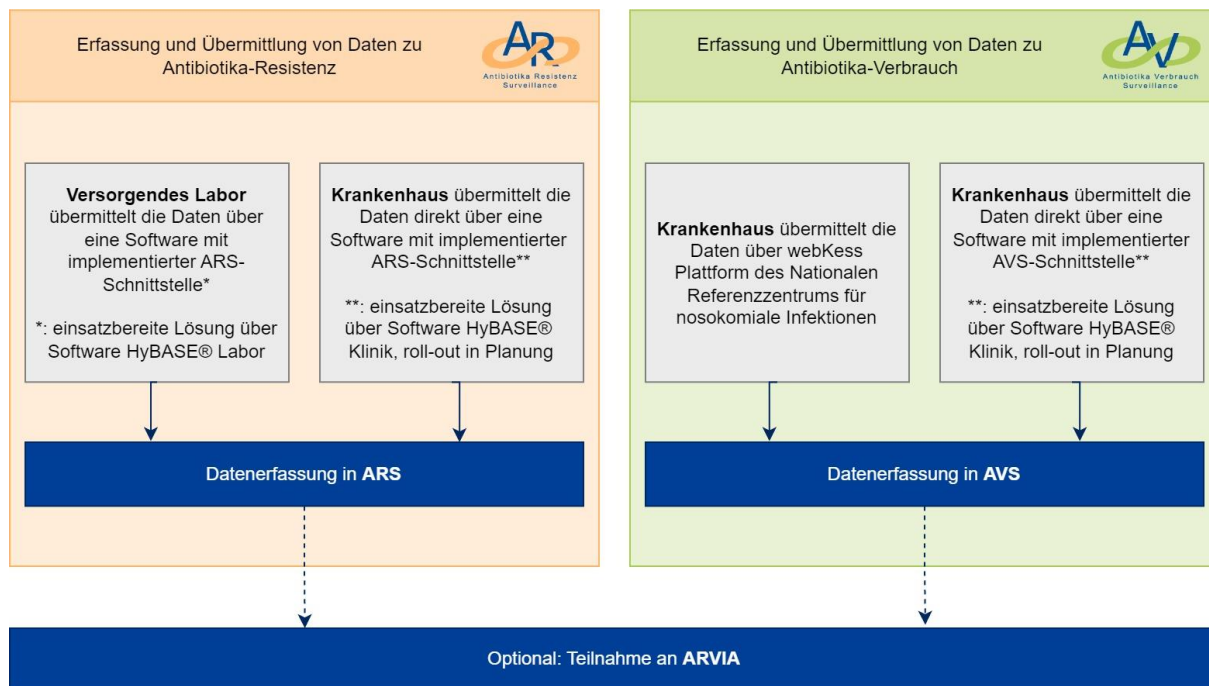 Erfassung und Übermittlung von Daten zu
Antibiotika-Resistenz
AR
Antibiotika Resistenz
Surveillance
Versorgendes Labor
übermittelt die Daten über
eine Software mit
implementierter ARS-
Schnittstelle*
*: einsatzbereite Lösung über
Software HyBASE® Labor
Krankenhaus übermittelt die
Daten direkt über eine
Software mit implementierter
ARS-Schnittstelle**
**: einsatzbereite Lösung
über Software HyBASE®
Klinik, roll-out in Planung
Datenerfassung in ARS
Erfassung und Übermittlung von Daten zu
Antibiotika-Verbrauch
AV
Antibiotika Verbrauch
Surveillance
Krankenhaus übermittelt die
Daten über webKess
Plattform des Nationalen
Referenzzentrums für
nosokomiale Infektionen
Krankenhaus übermittelt die
Daten direkt über eine
Software mit implementierter
AVS-Schnittstelle**
**: einsatzbereite Lösung
über Software HyBASE®
Klinik, roll-out in Planung
Datenerfassung in AVS
Optional: Teilnahme an ARVIA